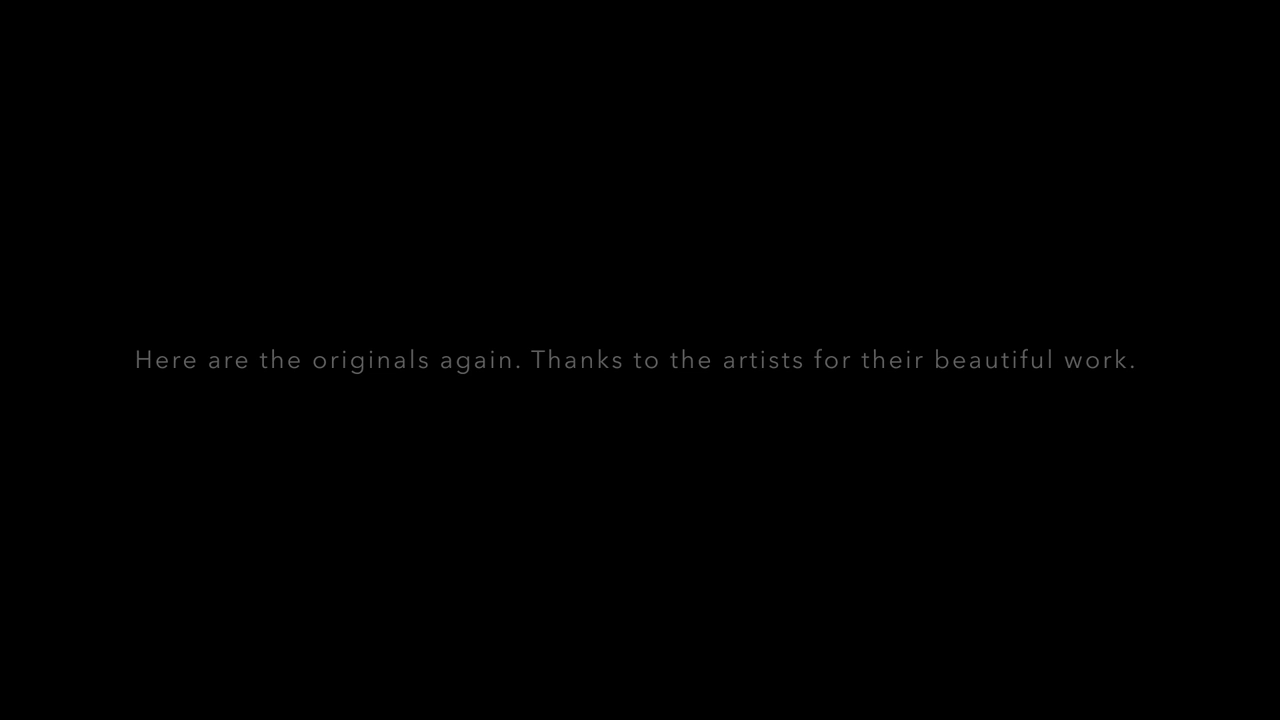 Here are the originals again. Thanks to the artists for their beautiful work.